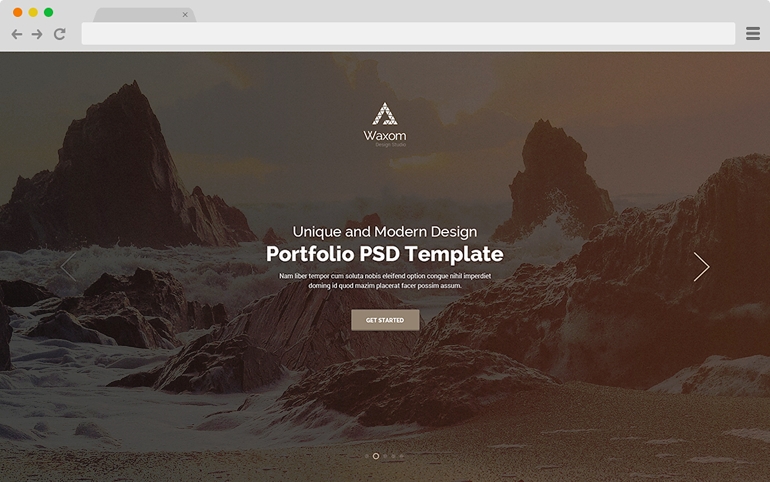 Waxom
Design Studio
Unique and Modern Design
Portfolio PSD Template
Nam liber tempor cum soluta nobis eleifend option congue nihil imperdiet
doming id quod mazim placerat facer possim assum.
GET STARTED